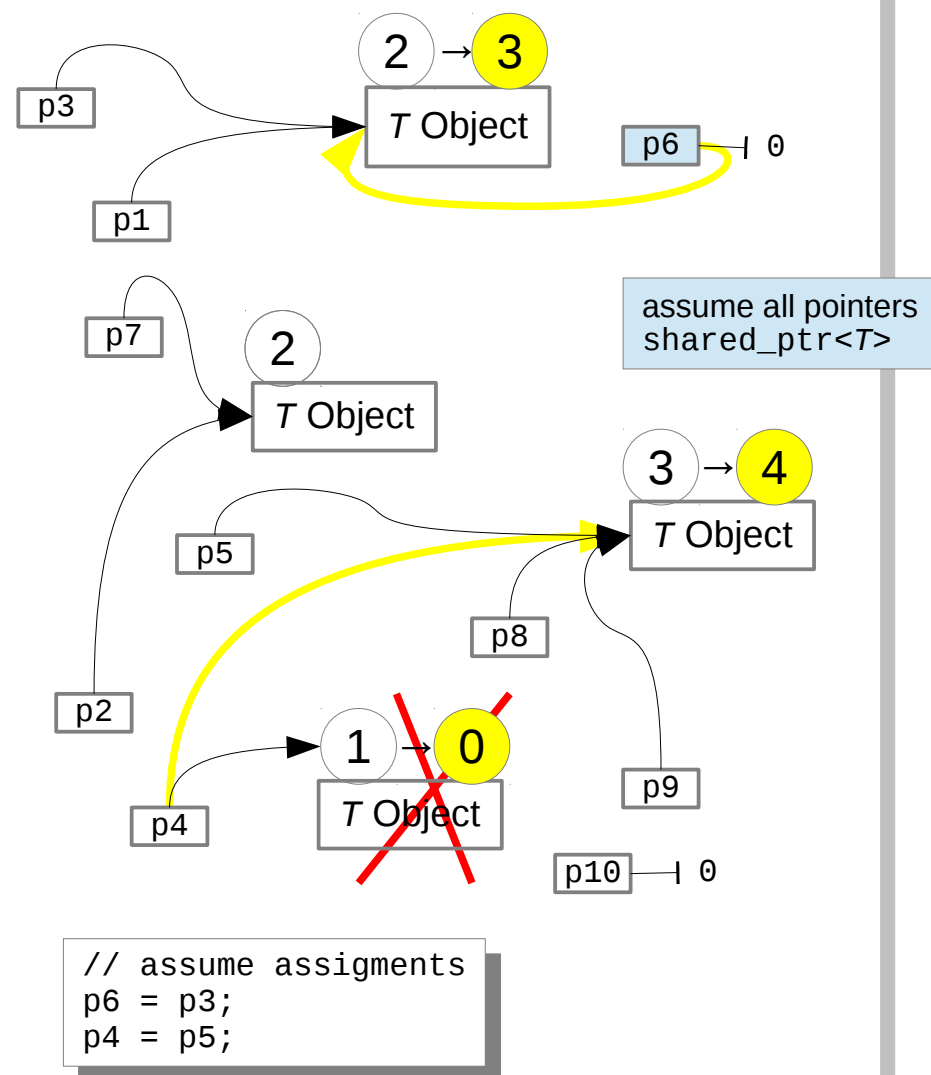 2 → 3
p3
T Object
p6
0
p1
p7
assume all pointers
shared_ptr<T>
2
T Object
3 → 4
p5
T Object
p8
p2
1 → 0
p9
p4
T Object
p10
0
// assume assigments
p6 = p3;
p4 = p5;